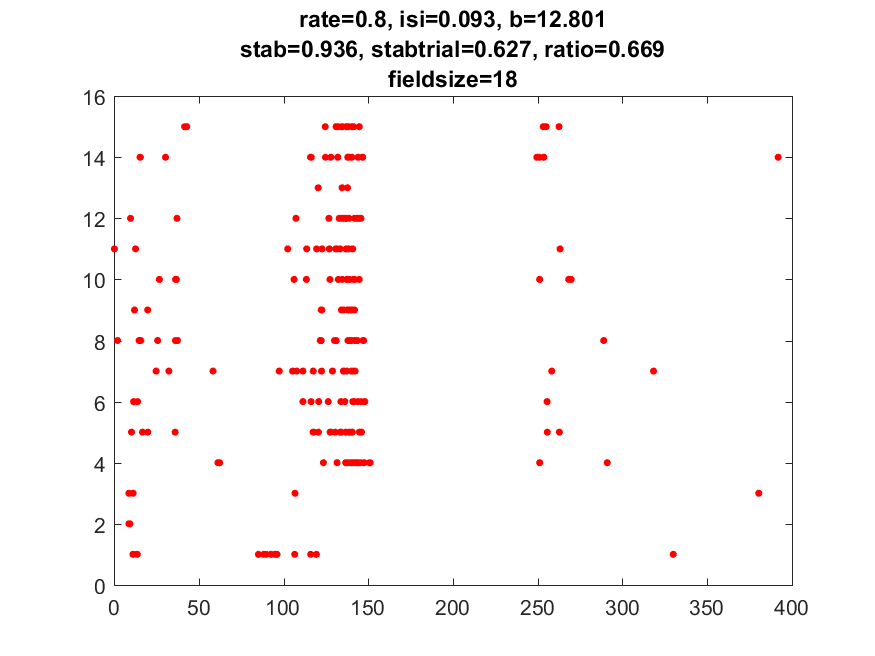 rate=0.8, isi=0.093, b=12.801
stab=0.936, stabtrial=0.627, ratio=0.669
fieldsize=18
16
14
12
10
8
6
4
2
0
0 50 100 150 200 250 300 350 400